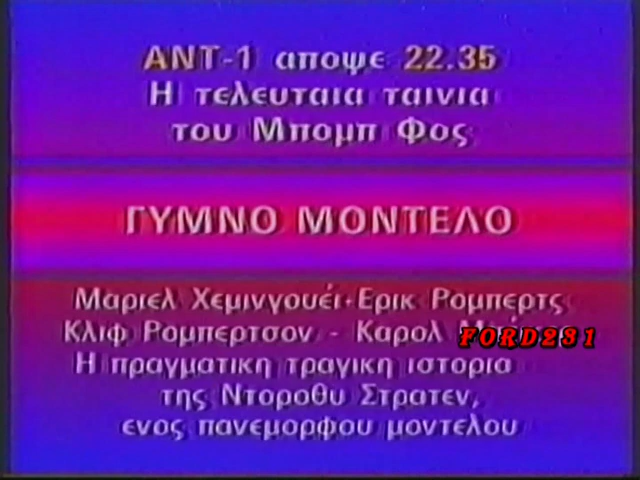 ΑΝΤ-1 αποψε 22.35
Η τελευταια ταινια
του Μπομπ Φος
ΓΥΜΝΟ ΜΟΝΤΕΛΟ
Μαριελ Χεμινγουέι-Ερικ Ρομπερτς
Κλιφ Ρομπερτσον - Καρολ
FORD231
Η πραγματικη τραγικη ιστορια
της Ντοροθυ Στρατεν,
ενος πανεμορφου μοντελου